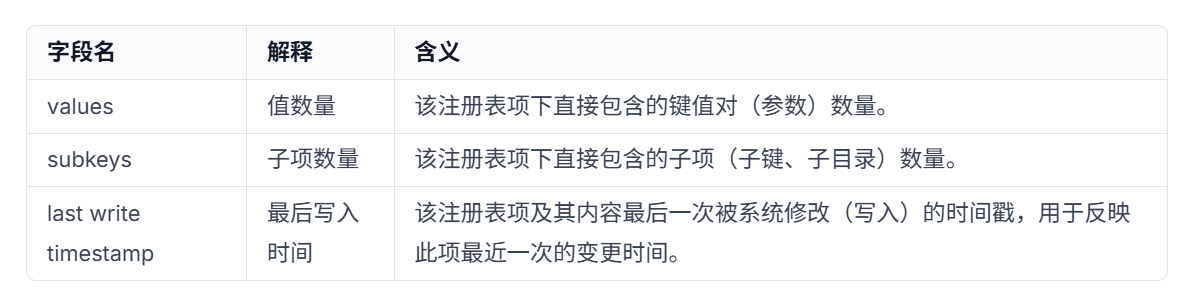 字段名 解释 含义
values 值数量 该注册表项下直接包含的键值对（参数）数量。
subkeys 子项数量 该注册表项下直接包含的子项（子键、子目录）数量。
last write 最后写入 该注册表项及其内容最后一次被系统修改（写入）的时间戳，用于反映
timestamp 时间 此项最近一次的变更时间。